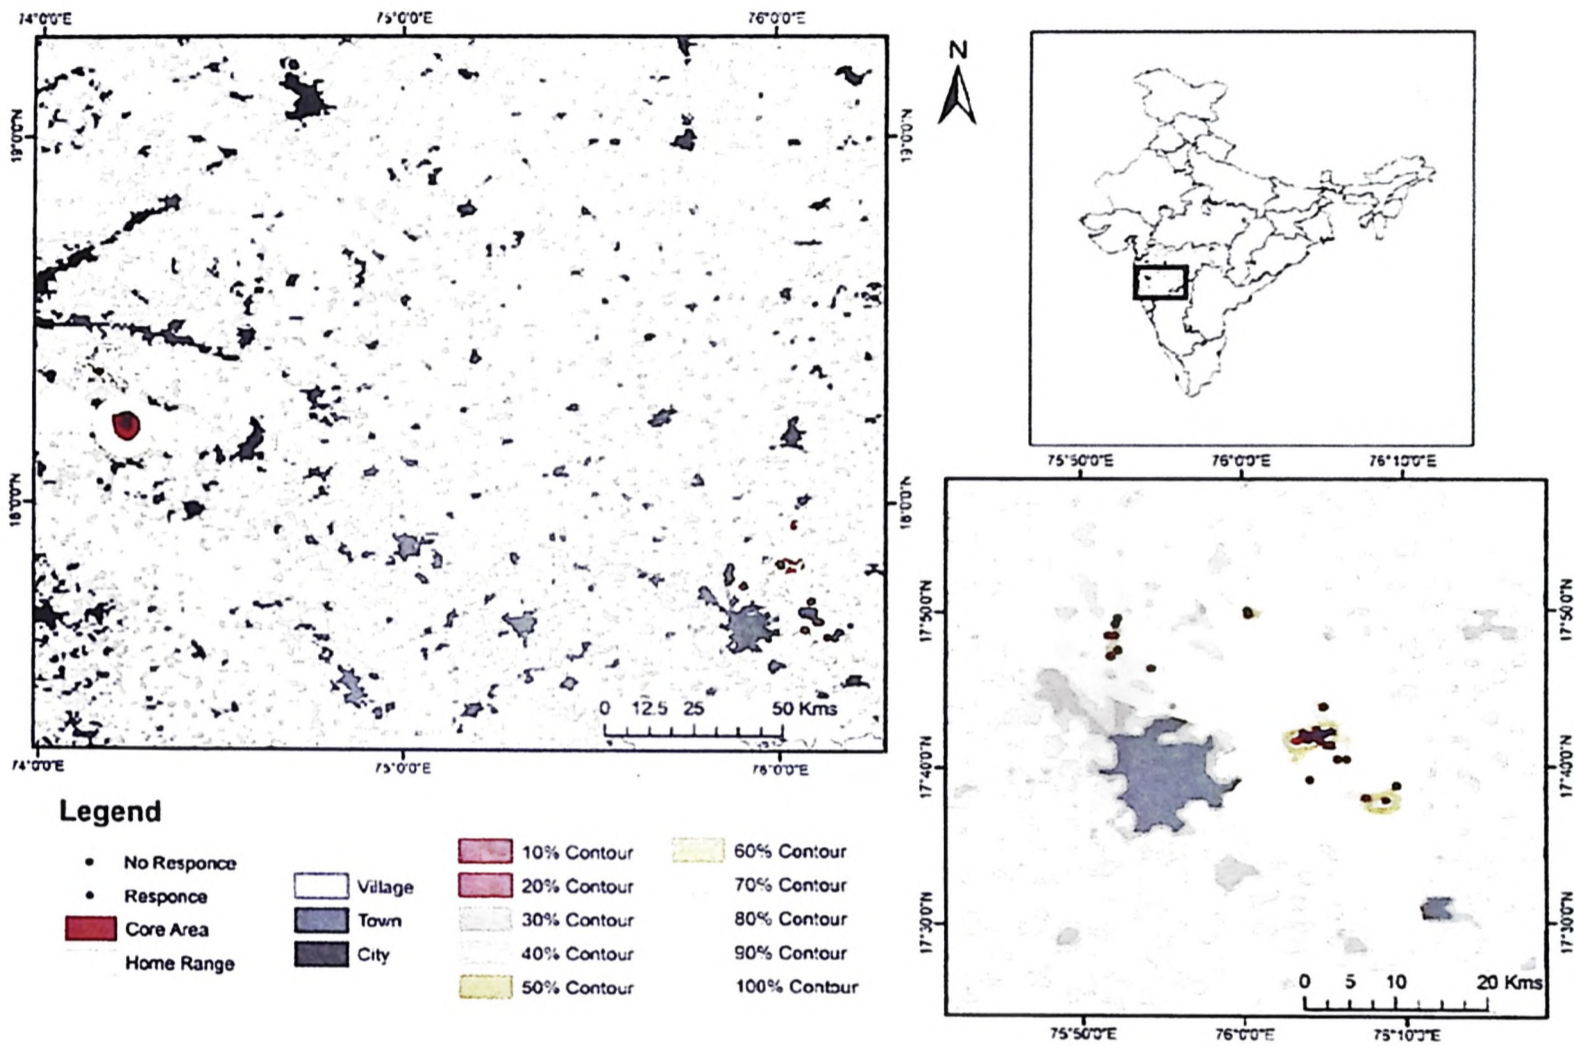 74°0'0"E 75°0'0"E 76°0'0"E
N
19°0'0"N
19°0'0"N
18°0'0"N
18°0'0"N
0 12.5 25 50 Kms
74°0'0"E 75°0'0"E 76°0'0"E
75°50'0"E 76°0'0"E 76°10'0"E
17°50'0"N
17°50'0"N
17°40'0"N
17°40'0"N
17°30'0"N
17°30'0"N
0 5 10 20 Kms
75°50'0"E 76°0'0"E 76°10'0"E
Legend
No Responce
Responce
Core Area
Home Range
Village
Town
City
10% Contour
20% Contour
30% Contour
40% Contour
50% Contour
60% Contour
70% Contour
80% Contour
90% Contour
100% Contour